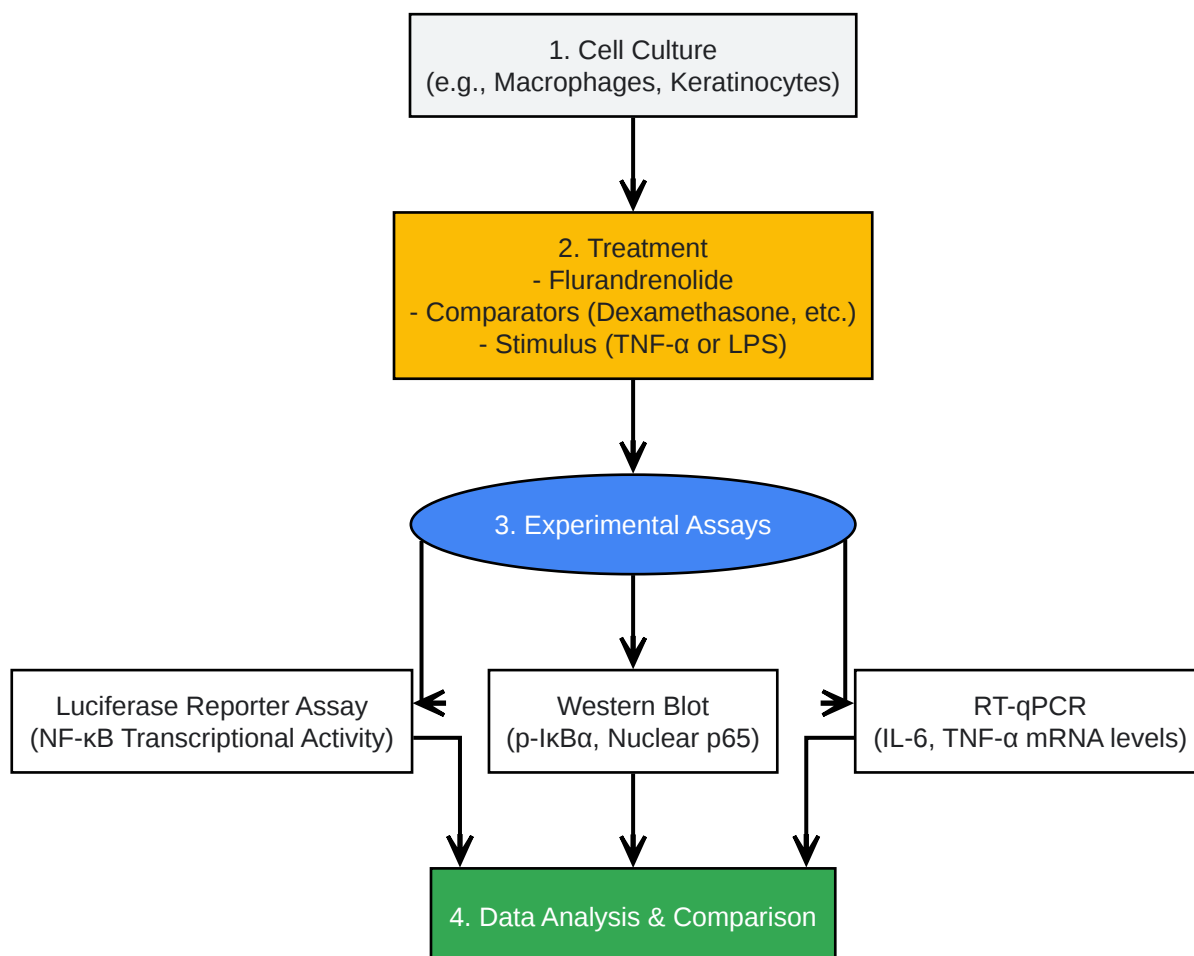 1. Cell Culture
(e.g., Macrophages, Keratinocytes)
2. Treatment
- Flurandrenolide
- Comparators (Dexamethasone, etc.)
- Stimulus (TNF-α or LPS)
3. Experimental Assays
Luciferase Reporter Assay
(NF-κB Transcriptional Activity)
Western Blot
(p-IκBα, Nuclear p65)
RT-qPCR
(IL-6, TNF-α mRNA levels)
4. Data Analysis & Comparison